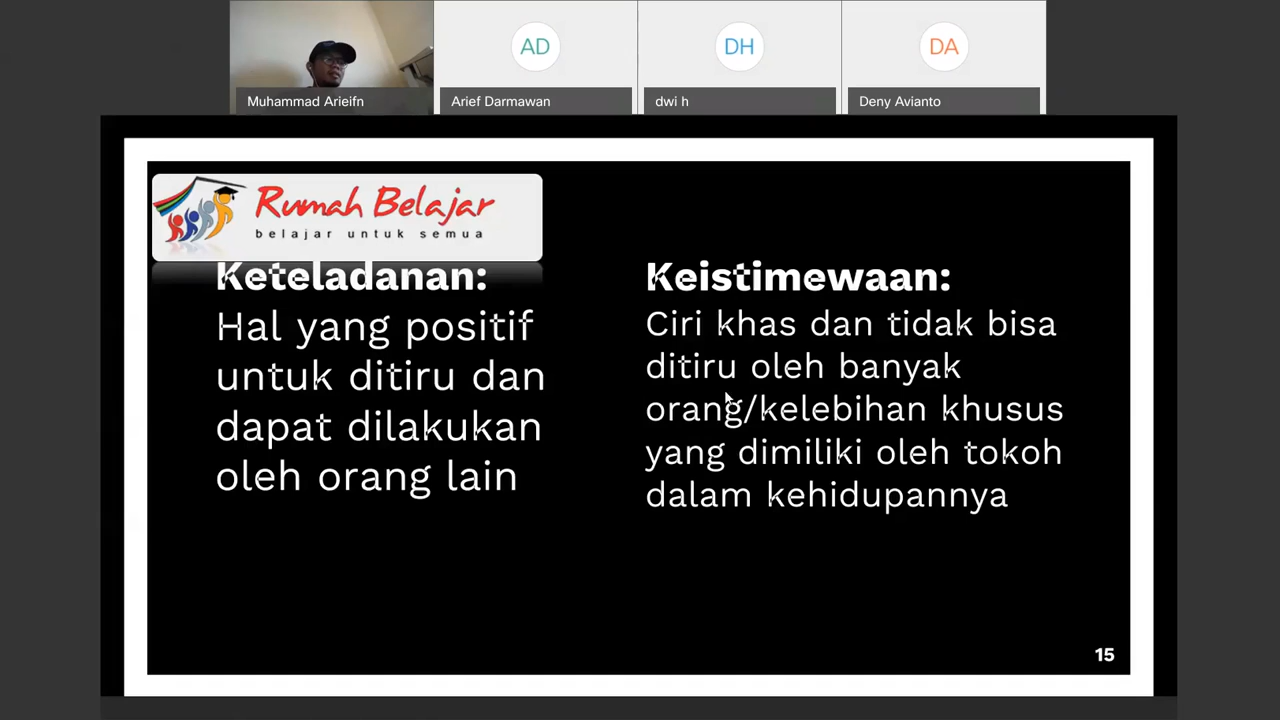 AD
DH
DA
Muhammad Arieifn
Arief Darmawan
dwi h
Deny Avianto
Rumah Belajar
belajar untuk semua
Keteladanan:
Hal yang positif
untuk ditiru dan
dapat dilakukan
oleh orang lain
Keistimewaan:
Ciri khas dan tidak bisa
ditiru oleh banyak
orang/kelebihan khusus
yang dimiliki oleh tokoh
dalam kehidupannya
15